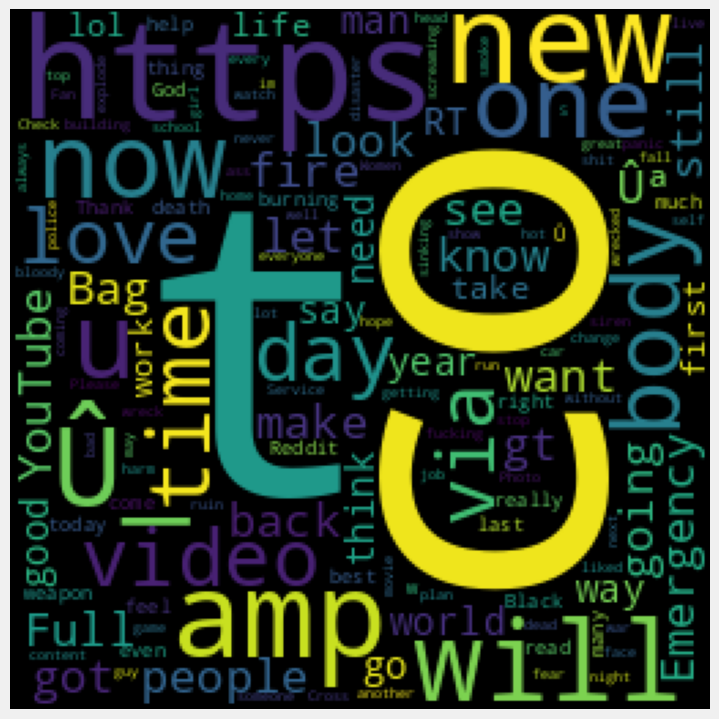 lol
help
life
man
head
live
https
new
one
RT
top
Fan
explode
thing
God
girl
every
im
watch
disaster
screaming
smoke
s
still
Check
building
school
never
look
great
panic
shit
fall
Û
a
always
now
fire
Women
ass
home
burning
much
self
wrecked
love
police
Thank
death
well
let
need
see
show
hot
Û
sinking
know
take
co
t
everyone
bloody
Bag
u
coming
work
time
lot
say
hope
day
year
run
car
siren
change
body
first
YouTube
Please
Service
getting
want
right
without
wreck
make
Reddit
via
fucking
stop
gt
Û
bad
may
harm
think
job
Photo
really
last
going
Emergency
good
today
come
ruin
back
I
video
best
movie
next
liked
weapon
feel
game
amp
w
plan
Black
way
Full
even
world
dead
read
many
war
face
content
got
guy
people
someone
Cross
go
another
will
fear
night